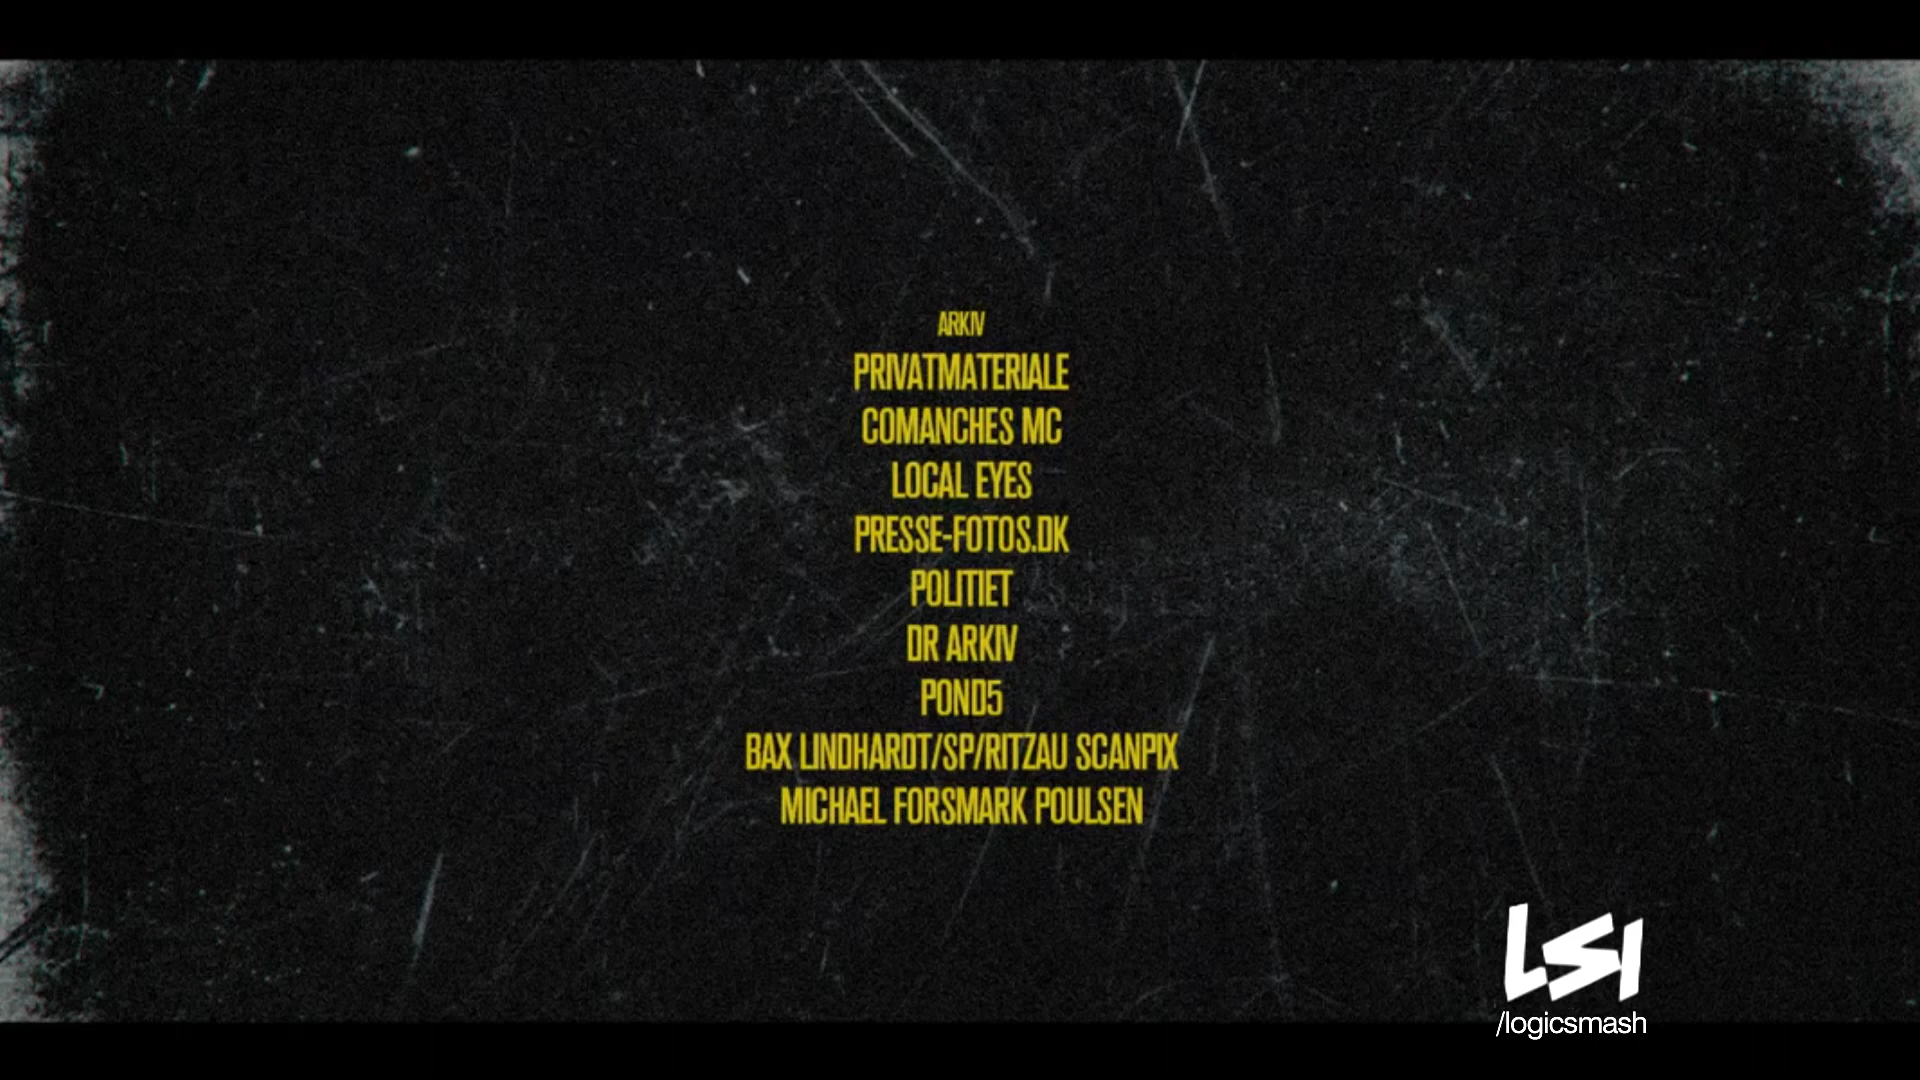 ARKIV
PRIVATMATERIALE
COMANCHES MC
LOCAL EYES
PRESSE-FOTOS.DK
POLITIET
DR ARKIV
POND5
BAX LINDHARDT/SP/RITZAU SCANPIX
MICHAEL FORSMARK POULSEN
LSI
/logicsmash